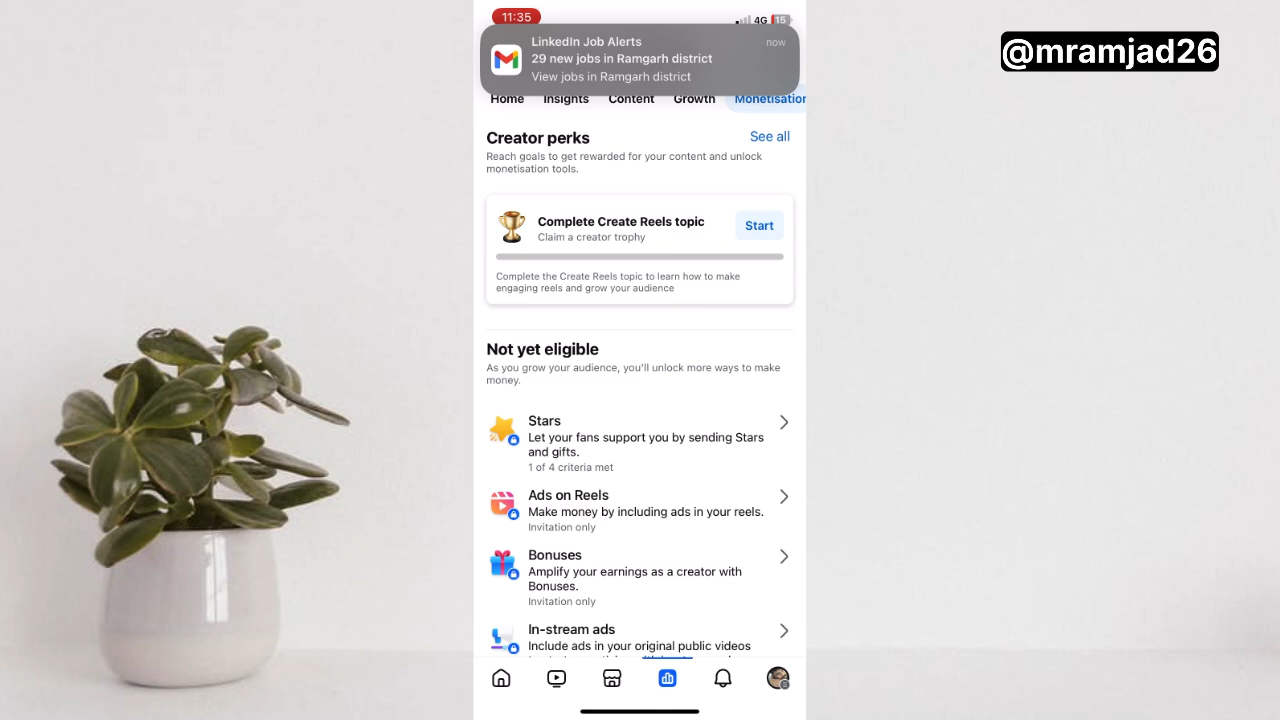 11:35
4G 15
@mramjad26
LinkedIn Job Alerts
now
29 new jobs in Ramgarh district
View jobs in Ramgarh district
Home Insights Content Growth Monetisation
Creator perks
See all
Reach goals to get rewarded for your content and unlock
monetisation tools.
Complete Create Reels topic
Claim a creator trophy
Start
Complete the Create Reels topic to learn how to make
engaging reels and grow your audience
Not yet eligible
As you grow your audience, you'll unlock more ways to make
money.
Stars
Let your fans support you by sending Stars
and gifts.
1 of 4 criteria met
Ads on Reels
Make money by including ads in your reels.
Invitation only
Bonuses
Amplify your earnings as a creator with
Bonuses.
Invitation only
In-stream ads
Include ads in your original public videos